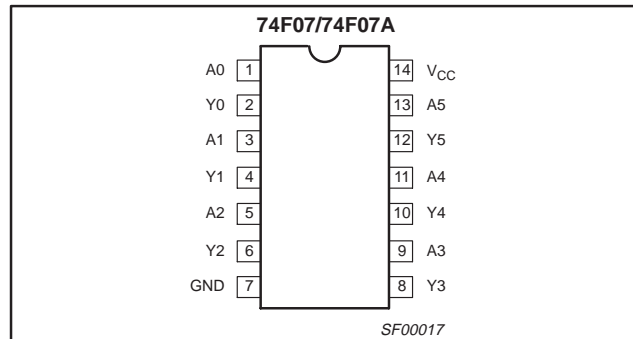 74F07/74F07A
A0 1 14 VCC
Y0 2 13 A5
A1 3 12 Y5
Y1 4 11 A4
A2 5 10 Y4
Y2 6 9 A3
GND 7 8 Y3
SF00017